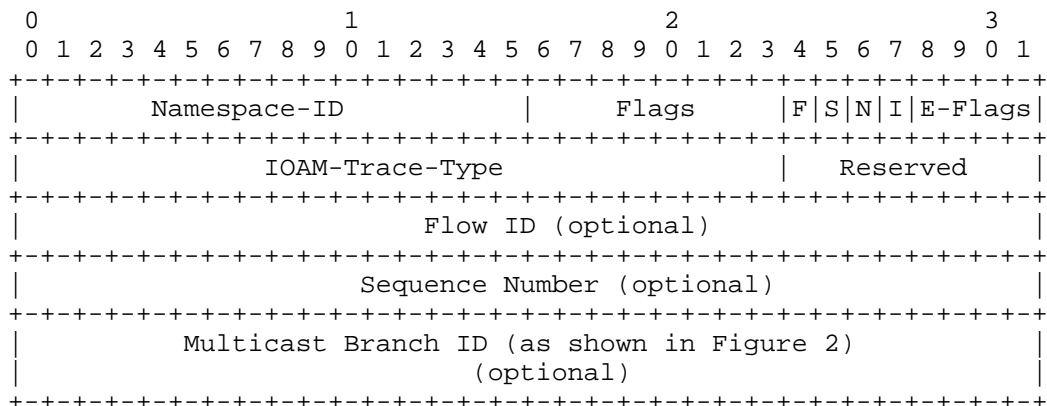 0                   1                   2                   3
 0 1 2 3 4 5 6 7 8 9 0 1 2 3 4 5 6 7 8 9 0 1 2 3 4 5 6 7 8 9 0 1
+-+-+-+-+-+-+-+-+-+-+-+-+-+-+-+-+-+-+-+-+-+-+-+-+-+-+-+-+-+-+-+-+
|        Namespace-ID           |     Flags     |F|S|N|I|E-Flags|
+-+-+-+-+-+-+-+-+-+-+-+-+-+-+-+-+-+-+-+-+-+-+-+-+-+-+-+-+-+-+-+-+
|               IOAM-Trace-Type                 |   Reserved    |
+-+-+-+-+-+-+-+-+-+-+-+-+-+-+-+-+-+-+-+-+-+-+-+-+-+-+-+-+-+-+-+-+
|                         Flow ID (optional)                    |
+-+-+-+-+-+-+-+-+-+-+-+-+-+-+-+-+-+-+-+-+-+-+-+-+-+-+-+-+-+-+-+-+
|                     Sequence Number (optional)                |
+-+-+-+-+-+-+-+-+-+-+-+-+-+-+-+-+-+-+-+-+-+-+-+-+-+-+-+-+-+-+-+-+
|          Multicast Branch ID (as shown in Figure 2)           |
|                            (optional)                         |
+-+-+-+-+-+-+-+-+-+-+-+-+-+-+-+-+-+-+-+-+-+-+-+-+-+-+-+-+-+-+-+-+